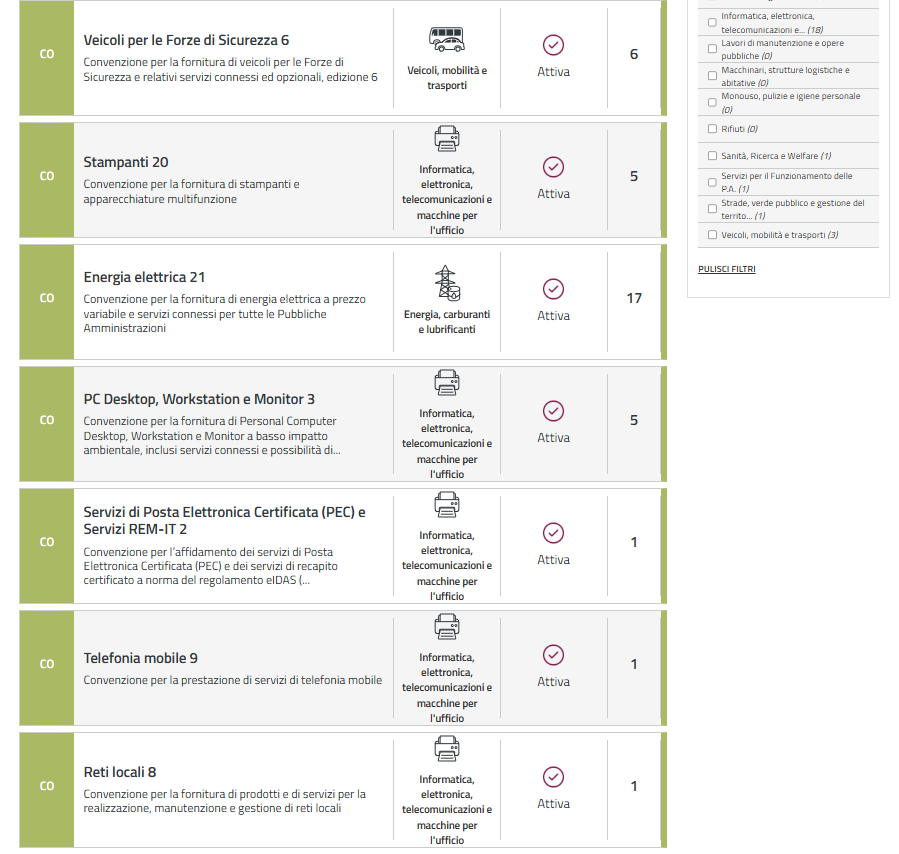 CO
Veicoli per le Forze di Sicurezza 6
Convenzione per la fornitura di veicoli per le Forze di
Sicurezza e relativi servizi connessi ed opzionali, edizione 6
Veicoli, mobilità e
trasporti
Attiva
6
CO
Stampanti 20
Convenzione per la fornitura di stampanti e
apparecchiature multifunzione
Informatica,
elettronica,
telecomunicazioni e
macchine per
l'ufficio
Attiva
5
CO
Energia elettrica 21
Convenzione per la fornitura di energia elettrica a prezzo
variabile e servizi connessi per tutte le Pubbliche
Amministrazioni
Energia, carburanti
e lubrificanti
Attiva
17
CO
PC Desktop, Workstation e Monitor 3
Convenzione per la fornitura di Personal Computer
Desktop, Workstation e Monitor a basso impatto
ambientale, inclusi servizi connessi e possibilità di...
Informatica,
elettronica,
telecomunicazioni e
macchine per
l'ufficio
Attiva
5
CO
Servizi di Posta Elettronica Certificata (PEC) e
Servizi REM-IT 2
Convenzione per l’affidamento dei servizi di Posta
Elettronica Certificata (PEC) e dei servizi di recapito
certificato a norma del regolamento eIDAS (...
Informatica,
elettronica,
telecomunicazioni e
macchine per
l'ufficio
Attiva
1
CO
Telefonia mobile 9
Convenzione per la prestazione di servizi di telefonia mobile
Informatica,
elettronica,
telecomunicazioni e
macchine per
l'ufficio
Attiva
1
CO
Reti locali 8
Convenzione per la fornitura di prodotti e di servizi per la
realizzazione, manutenzione e gestione di reti locali
Informatica,
elettronica,
telecomunicazioni e
macchine per
l'ufficio
Attiva
1
Informatica, elettronica,
telecomunicazioni e... (18)
Lavori di manutenzione e opere
pubbliche (0)
Macchinari, strutture logistiche e
abitative (0)
Monouso, pulizie e igiene personale
(0)
Rifiuti (0)
Sanità, Ricerca e Welfare (1)
Servizi per il Funzionamento delle
P.A. (1)
Strade, verde pubblico e gestione del
territo... (1)
Veicoli, mobilità e trasporti (3)
PULISCI FILTRI